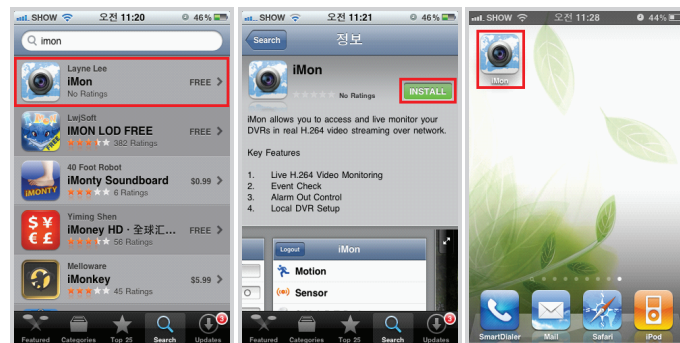 SHOW 오전 11:20 46%
imon
Layne Lee
iMon
No Ratings
FREE
LwjSoft
IMON LOD FREE
382 Ratings
FREE
40 Foot Robot
iMonty Soundboard
6 Ratings
$0.99
IMONTY
Yiming Shen
iMoney HD · 全球汇...
56 Ratings
FREE
$ ¥
€ £
Melloware
iMonkey
45 Ratings
$5.99
3
Featured Categories Top 25 Search Updates
SHOW 오전 11:21 46%
Search 정보
iMon
No Ratings
INSTALL
iMon allows you to access and live monitor your
DVRs in real H.264 video streaming over network.
Key Features
1. Live H.264 Video Monitoring
2. Event Check
3. Alarm Out Control
4. Local DVR Setup
Logout iMon
Motion
Sensor
3
Featured Categories Top 25 Search Updates
SHOW 오전 11:28 44%
iMon
SmartDialer Mail Safari iPod